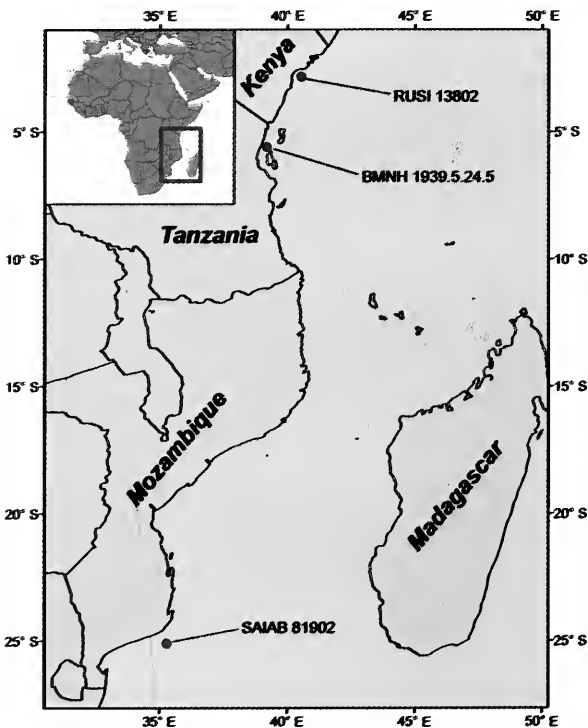 35° E 40° E 45° E 50° E
Kenya
RUSI 13802
5° S 5° S
BMNH 1939.5.24.5
Tanzania
10° S 10° S
15° S 15° S
Mozambique
Madagascar
20° S 20° S
SAIAB 81902
25° S 25° S
35° E 40° E 45° E 50° E